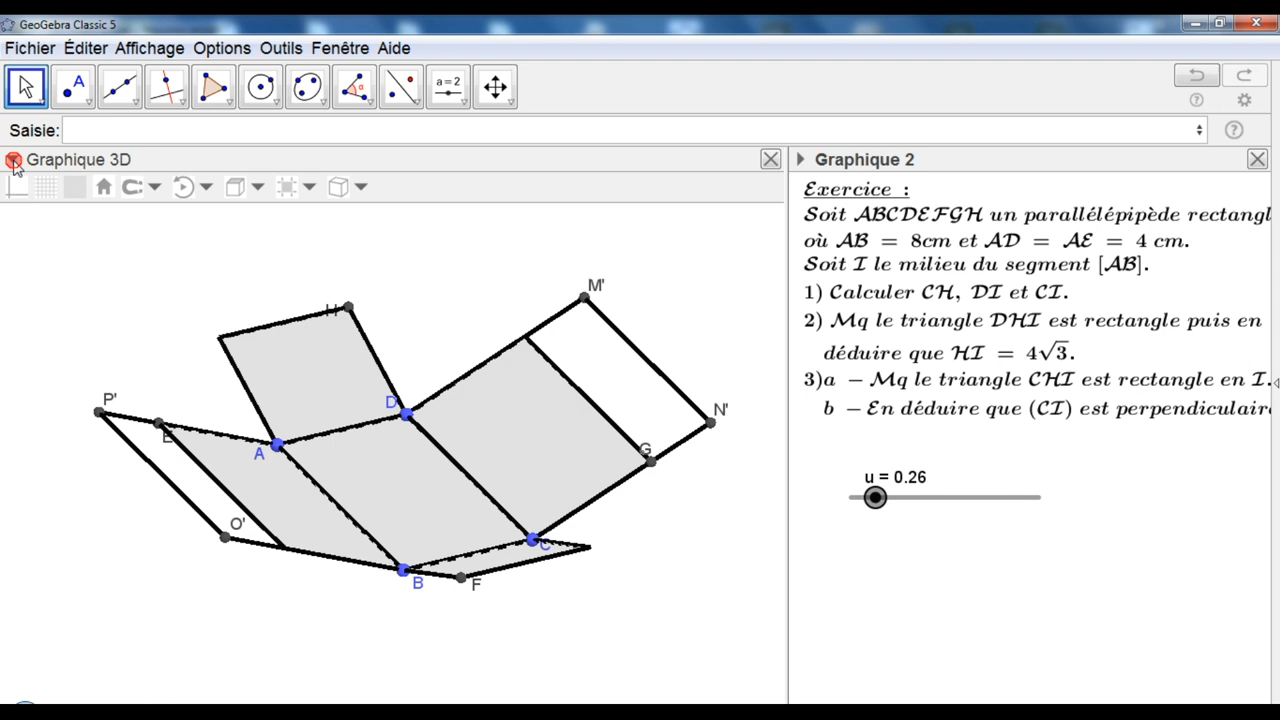 GeoGebra Classic 5
Fichier Éditer Affichage Options Outils Fenêtre Aide
A
α
a=2
Saisie:
Graphique 3D
Graphique 2
Exercice :
Soit ABCDEFGH un parallélépipède rectangl
où AB = 8cm et AD = AE = 4 cm.
Soit I le milieu du segment [AB].
1) Calculer CH, DI et CI.
2) Mq le triangle DHI est rectangle puis en
déduire que HI = 4√3.
3)a − Mq le triangle CHI est rectangle en I.
b − En déduire que (CI) est perpendiculair
u = 0.26
M'
H
P'
D
N'
E
A
G
O'
C
B
F